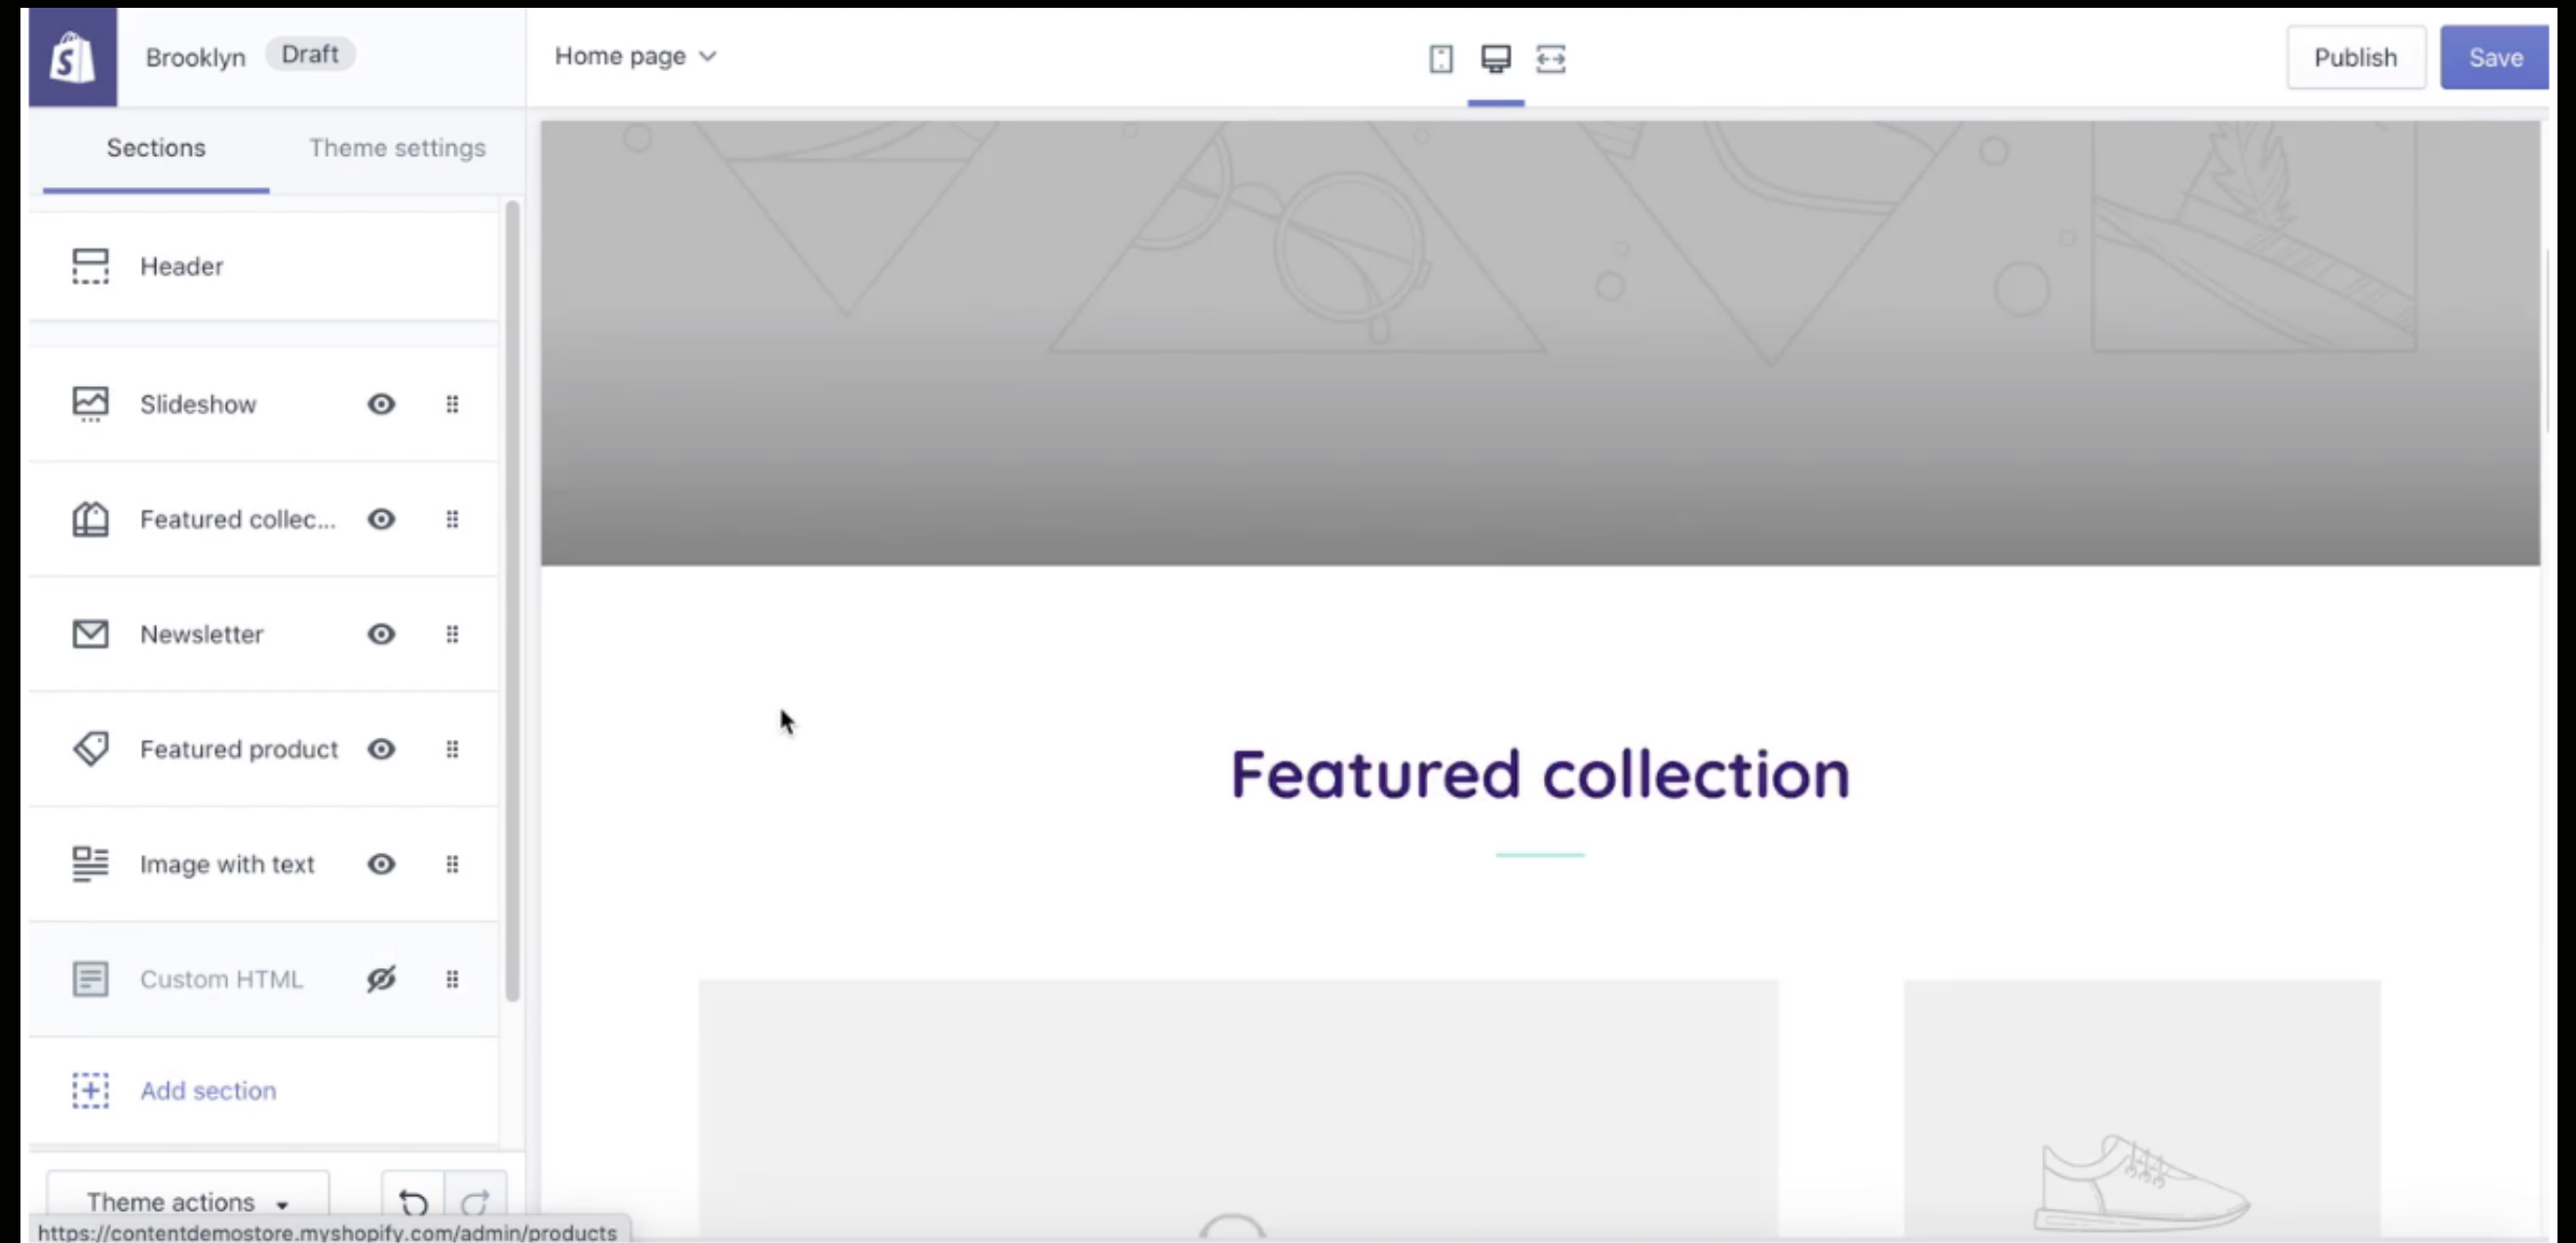 Brooklyn Draft Home page Publish Save
Sections Theme settings
Header
Slideshow
Featured collec...
Newsletter
Featured product
Image with text
Custom HTML
Add section
Theme actions
https://contentdemostore.myshopify.com/admin/products
Featured collection